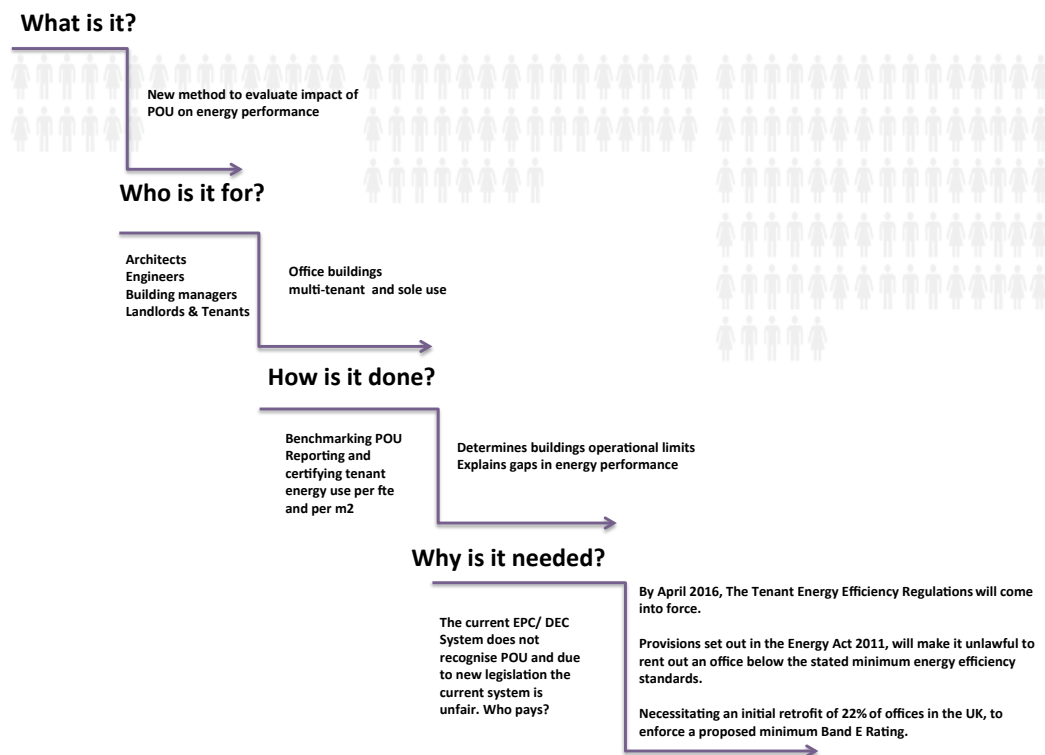 What is it?
New method to evaluate impact of
POU on energy performance
Who is it for?
Architects
Engineers
Building managers
Landlords & Tenants
Office buildings
multi-tenant and sole use
How is it done?
Benchmarking POU
Reporting and
certifying tenant
energy use per fte
and per m2
Determines buildings operational limits
Explains gaps in energy performance
Why is it needed?
The current EPC/ DEC
System does not
recognise POU and due
to new legislation the
current system is
unfair. Who pays?
By April 2016, The Tenant Energy Efficiency Regulations will come
into force.
Provisions set out in the Energy Act 2011, will make it unlawful to
rent out an office below the stated minimum energy efficiency
standards.
Necessitating an initial retrofit of 22% of offices in the UK, to
enforce a proposed minimum Band E Rating.